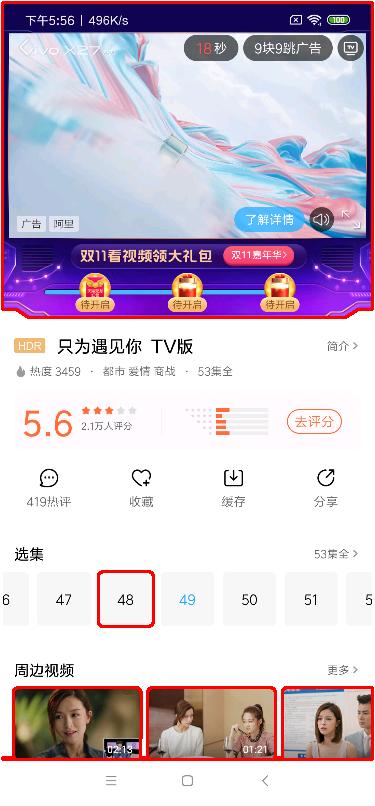 下午5:56 | 496K/s
100
vivo X27
18秒
9块9跳广告
TV
广告
阿里
了解详情
双11看视频领大礼包
双11嘉年华>
待开启
待开启
待开启
HDR
只为遇见你 TV版
简介 >
热度 3459 · 都市 爱情 商战 · 53集全
5.6
2.1万人评分
去评分
419热评
收藏
缓存
分享
选集
53集全 >
6
47
48
49
50
51
5
周边视频
更多 >
02:13
01:21